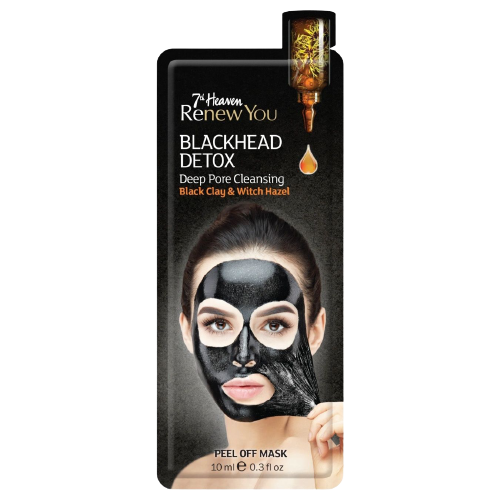 7th Heaven
Renew You
BLACKHEAD
DETOX
Deep Pore Cleansing
Black Clay & Witch Hazel
PEEL OFF MASK
10 ml ℮ 0.3 fl oz